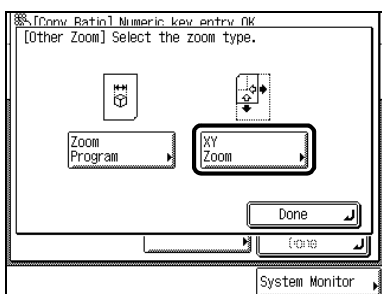 [Copy Ratio] Numeric key entry OK
[Other Zoom] Select the zoom type.
Zoom
Program
XY
Zoom
Done
Done
System Monitor